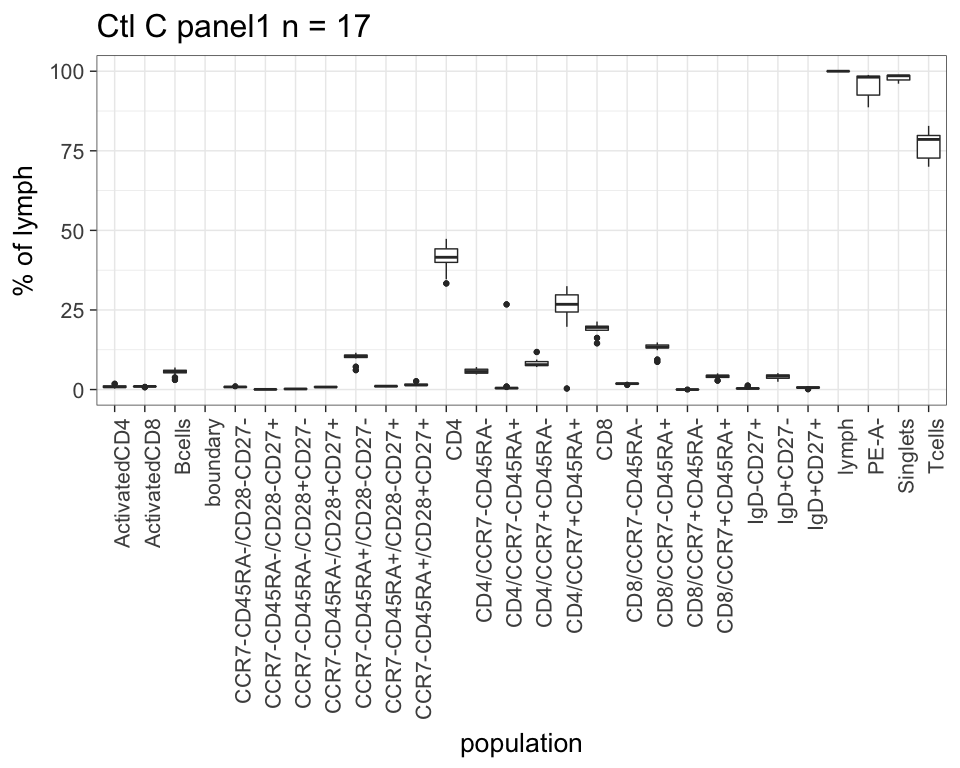 Ctl C panel1 n = 17
% of lymph
100
75
50
25
0
ActivatedCD4
ActivatedCD8
Bcells
boundary
CCR7-CD45RA-/CD28-CD27-
CCR7-CD45RA-/CD28-CD27+
CCR7-CD45RA-/CD28+CD27-
CCR7-CD45RA-/CD28+CD27+
CCR7-CD45RA+/CD28-CD27-
CCR7-CD45RA+/CD28-CD27+
CCR7-CD45RA+/CD28+CD27+
CD4
CD4/CCR7-CD45RA-
CD4/CCR7-CD45RA+
CD4/CCR7+CD45RA-
CD4/CCR7+CD45RA+
CD8
CD8/CCR7-CD45RA-
CD8/CCR7-CD45RA+
CD8/CCR7+CD45RA-
CD8/CCR7+CD45RA+
IgD-CD27+
IgD+CD27-
IgD+CD27+
lymph
PE-A-
Singlets
Tcells
population